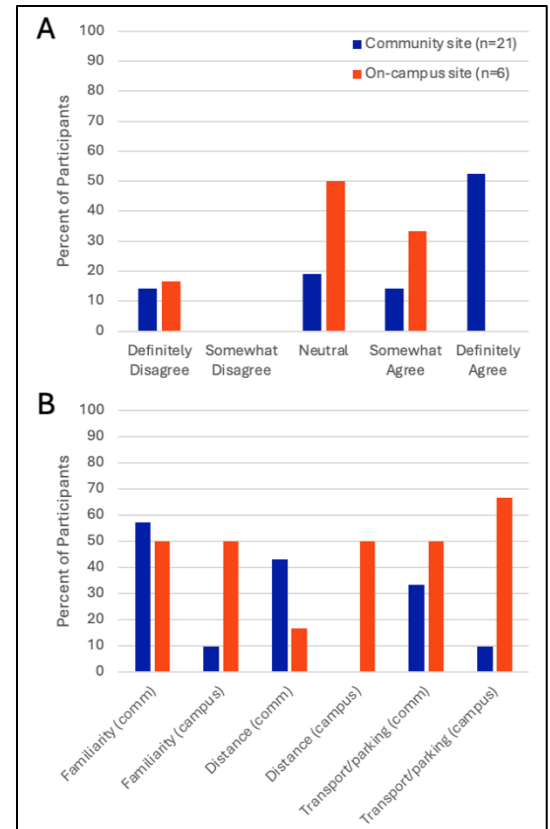 A
100
Community site (n=21)
90
On-campus site (n=6)
80
70
60
50
40
30
20
10
0
Percent of Participants
Definitely Disagree
Somewhat Disagree
Neutral
Somewhat Agree
Definitely Agree
B
100
90
80
70
60
50
40
30
20
10
0
Percent of Participants
Familiarity (comm)
Familiarity (campus)
Distance (comm)
Distance (campus)
Transport/parking (comm)
Transport/parking (campus)